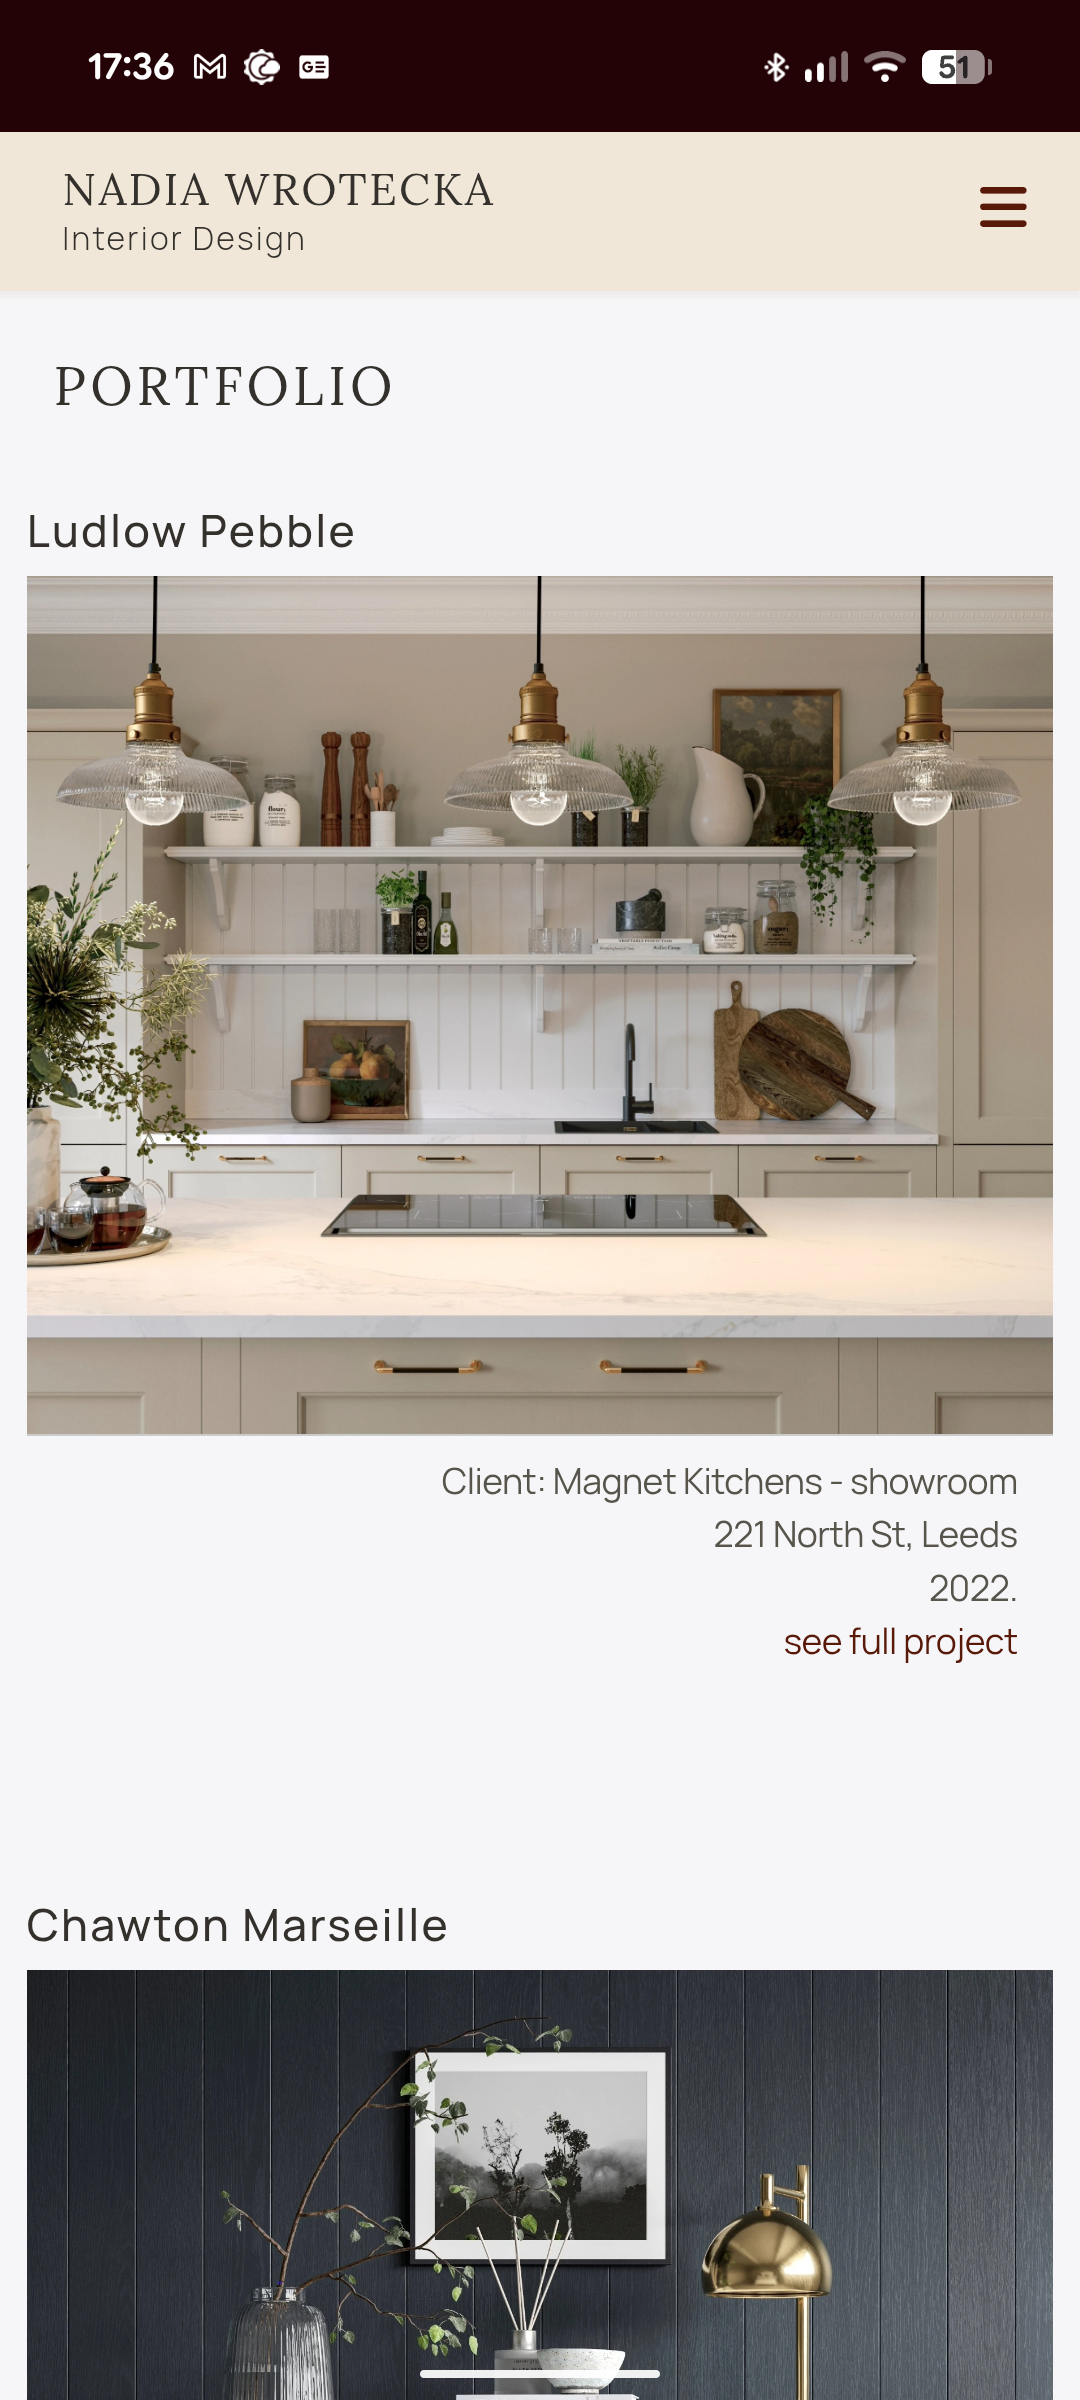 17:36
51
NADIA WROTECKA
Interior Design
PORTFOLIO
Ludlow Pebble
flour
Client: Magnet Kitchens - showroom
221 North St, Leeds
2022.
see full project
Chawton Marseille